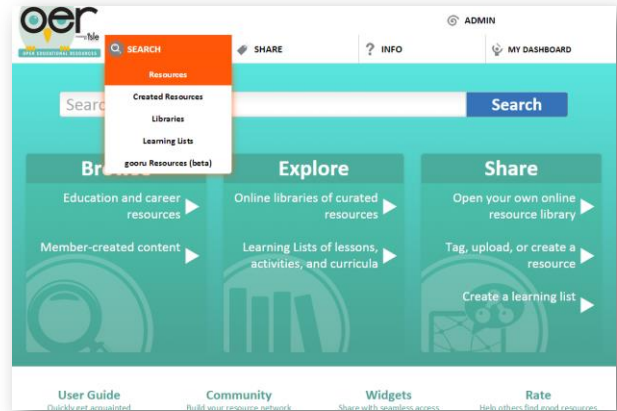 oer
Isle
OPEN EDUCATIONAL RESOURCES
ADMIN
SEARCH
SHARE
? INFO
MY DASHBOARD
Resources
Created Resources
Libraries
Learning Lists
gooru Resources (beta)
Searc
Search
Br
Education and career
resources
Member-created content
Explore
Online libraries of curated
resources
Learning Lists of lessons,
activities, and curricula
Share
Open your own online
resource library
Tag, upload, or create a
resource
Create a learning list
User Guide
Quickly get acquainted
Community
Build your resource network
Widgets
Share with seamless access
Rate
Help others find good resources